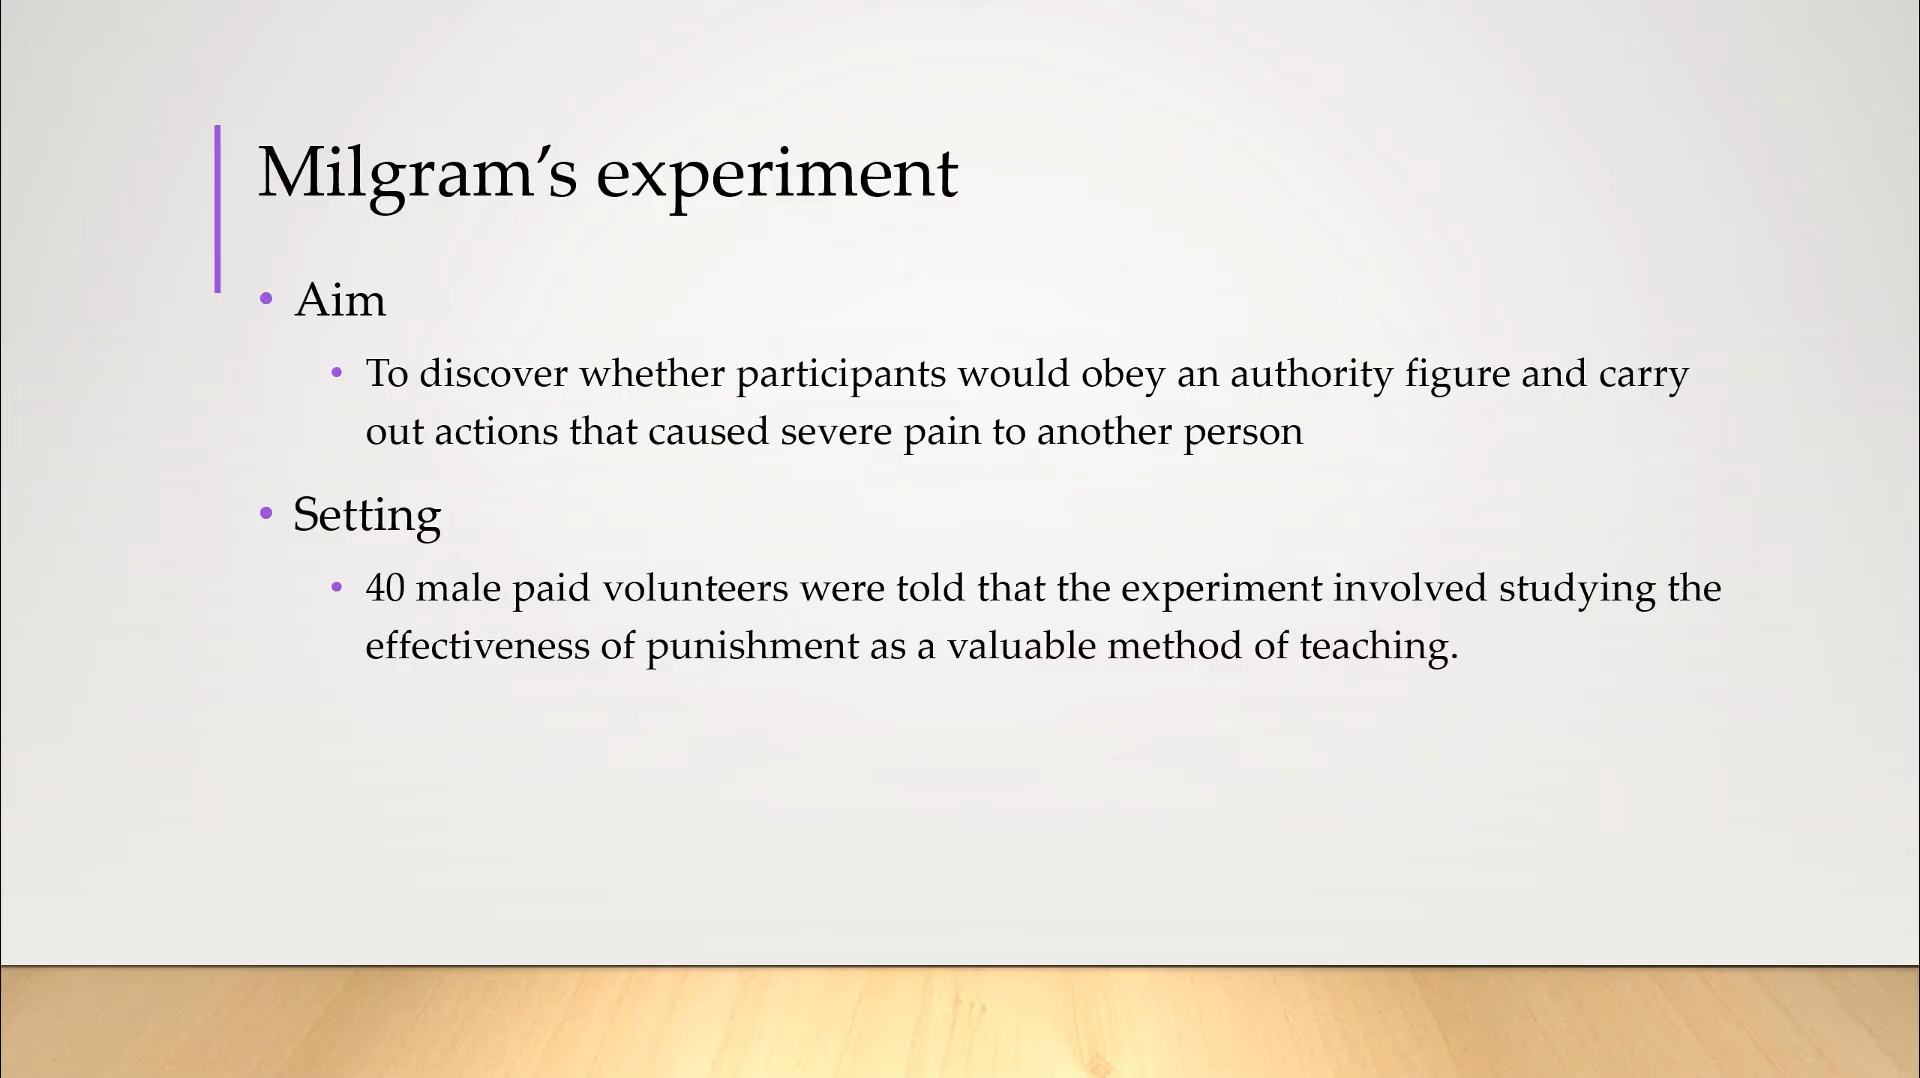 Milgram’s experiment
• Aim
• To discover whether participants would obey an authority figure and carry
out actions that caused severe pain to another person
• Setting
• 40 male paid volunteers were told that the experiment involved studying the
effectiveness of punishment as a valuable method of teaching.